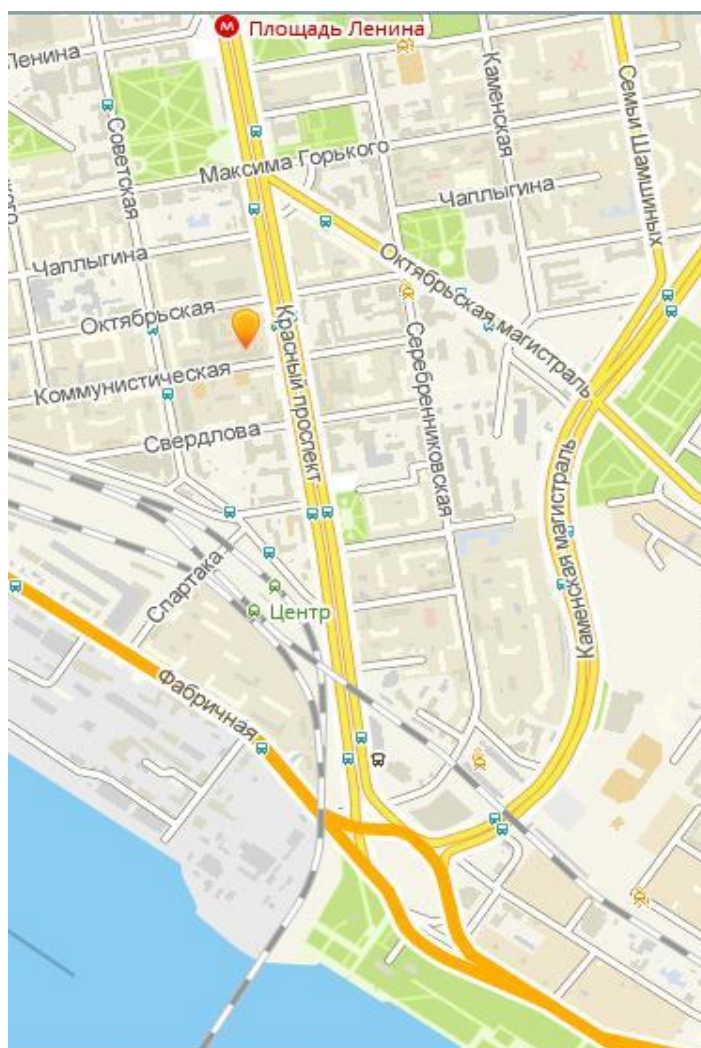 Площадь Ленина
Ленина
Каменская
Семьи Шамшиных
Советская
Максима Горького
Чаплыгина
Чаплыгина
Октябрьская магистраль
Октябрьская
Красный проспект
Серебренниковская
Коммунистическая
Свердлова
Каменская магистраль
Спартака
Центр
Фабричная